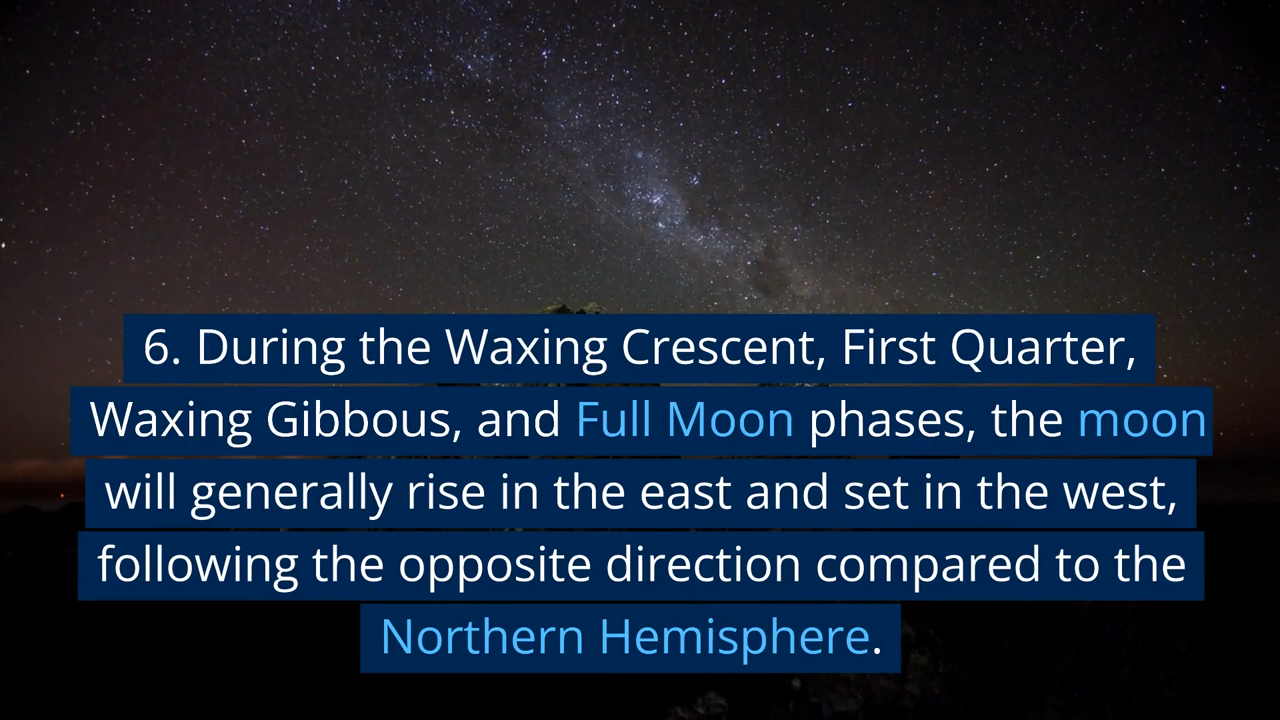 6. During the Waxing Crescent, First Quarter,
Waxing Gibbous, and Full Moon phases, the moon
will generally rise in the east and set in the west,
following the opposite direction compared to the
Northern Hemisphere.